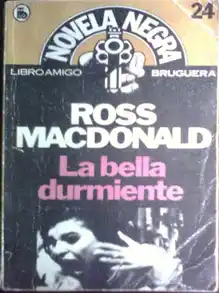 24
NOVELA NEGRA
LIBRO AMIGO BRUGUERA
ROSS
MACDONALD
La bella
durmiente